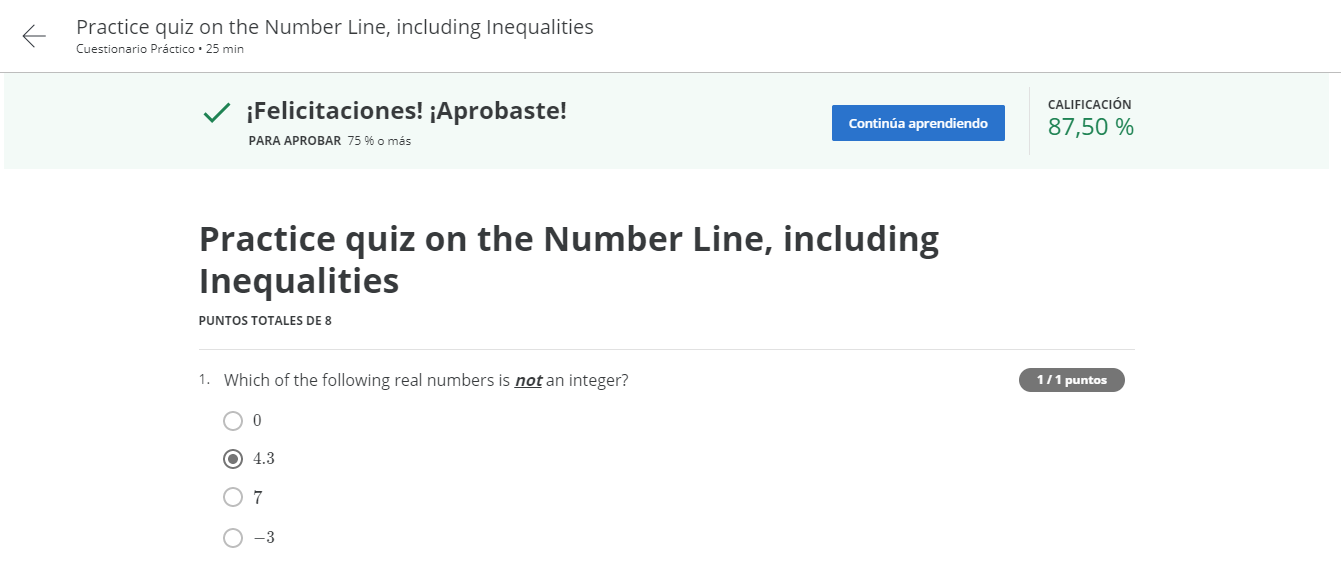 Practice quiz on the Number Line, including Inequalities
Cuestionario Práctico • 25 min
¡Felicitaciones! ¡Aprobaste!
PARA APROBAR 75 % o más
Continúa aprendiendo
CALIFICACIÓN
87,50 %
Practice quiz on the Number Line, including
Inequalities
PUNTOS TOTALES DE 8
1. Which of the following real numbers is not an integer?
1 / 1 puntos
0
4.3
7
−3